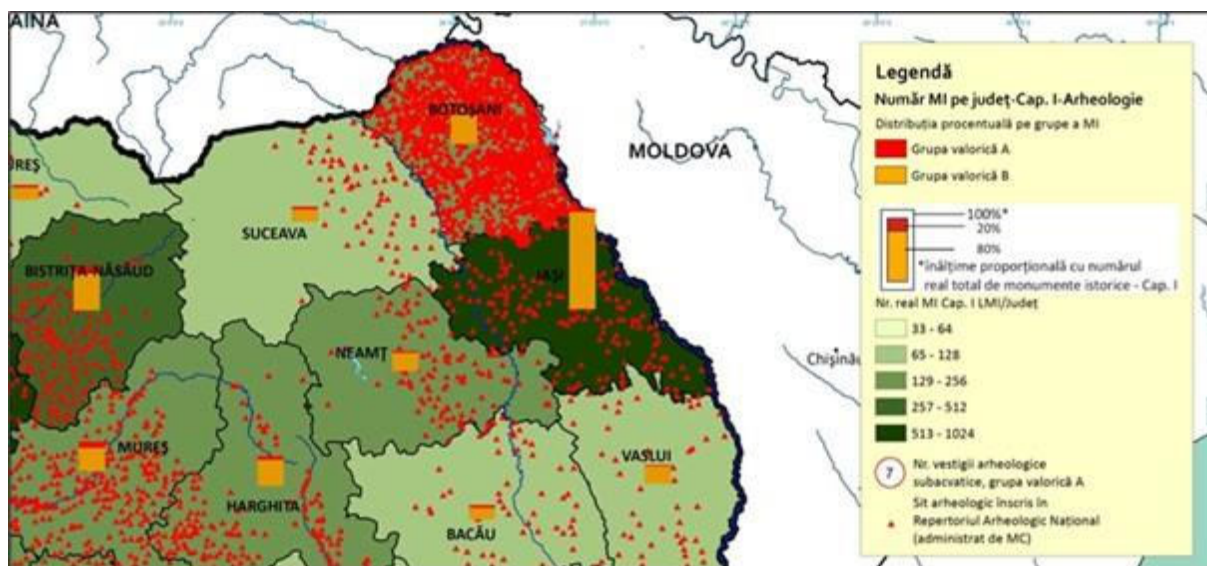 AINA
BOTOȘANI
MOLDOVA
UREȘ
SUCEAVA
BISTRIȚA-NĂSĂUD
IAȘI
NEAMȚ
Chișinău
MUREȘ
HARGHITA
VASLUI
BACĂU
Legendă
Număr MI pe județ-Cap. I-Arheologie
Distribuția procentuală pe grupe a MI
Grupa valorică A
Grupa valorică B
100%*
20%
80%
*înălțime proporțională cu numărul
real total de monumente istorice - Cap. I
Nr. real MI Cap. I LMI/Județ
33 - 64
65 - 128
129 - 256
257 - 512
513 - 1024
7
Nr. vestigii arheologice
subacvatice, grupa valorică A
Sit arheologic înscris în
Repertoriul Arheologic Național
(administrat de MC)